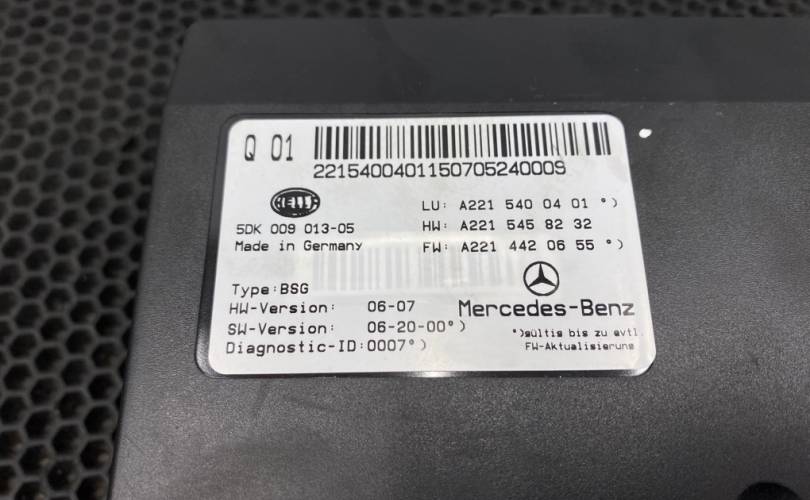 Q 01
22154004011507052400​09
HELLA
5DK 009 013-05
Made in Germany
LU: A221 540 04 01 °)
HW: A221 545 82 32
FW: A221 442 06 55 °)
Type:BSG
HW-Version: 06-07
SW-Version: 06-20-00°)
Diagnostic-ID:0007°)
Mercedes-Benz
°)gültig bis zu evtl.
FW-Aktualisierung